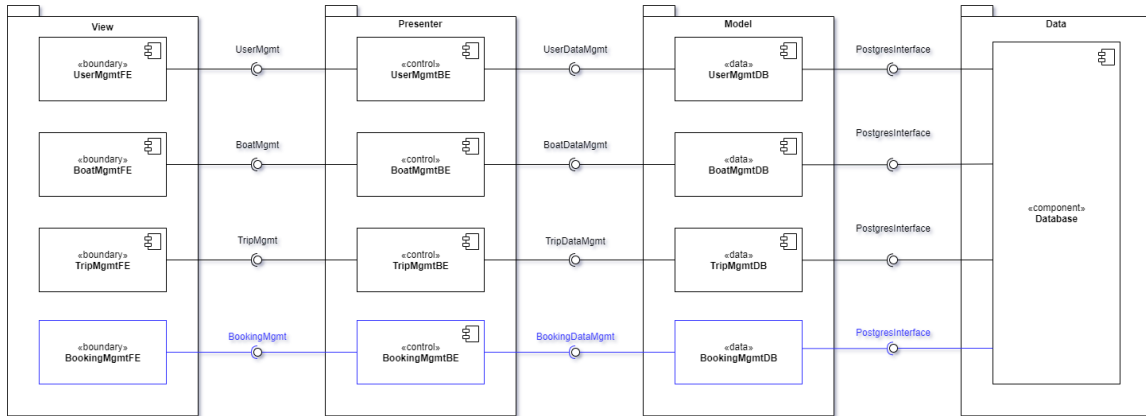 View
Presenter
Model
Data
«boundary»
UserMgmtFE
UserMgmt
«control»
UserMgmtBE
UserDataMgmt
«data»
UserMgmtDB
PostgresInterface
«boundary»
BoatMgmtFE
BoatMgmt
«control»
BoatMgmtBE
BoatDataMgmt
«data»
BoatMgmtDB
PostgresInterface
«component»
Database
«boundary»
TripMgmtFE
TripMgmt
«control»
TripMgmtBE
TripDataMgmt
«data»
TripMgmtDB
PostgresInterface
«boundary»
BookingMgmtFE
BookingMgmt
«control»
BookingMgmtBE
BookingDataMgmt
«data»
BookingMgmtDB
PostgresInterface